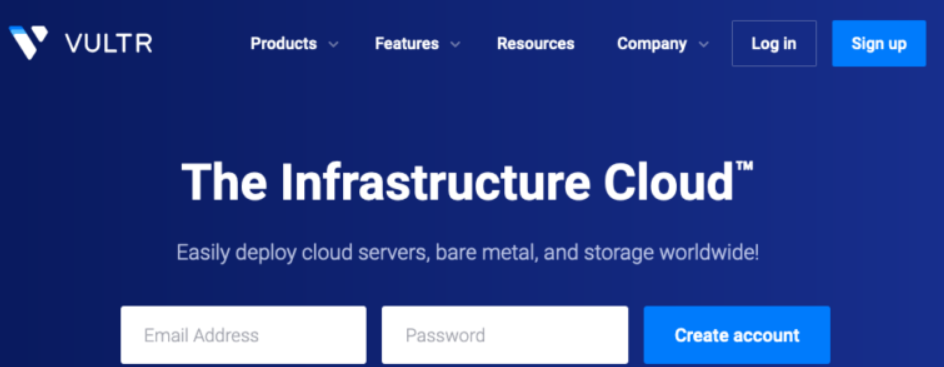 VULTR Products Features Resources Company Log in Sign up
The Infrastructure Cloud™
Easily deploy cloud servers, bare metal, and storage worldwide!
Email Address Password Create account